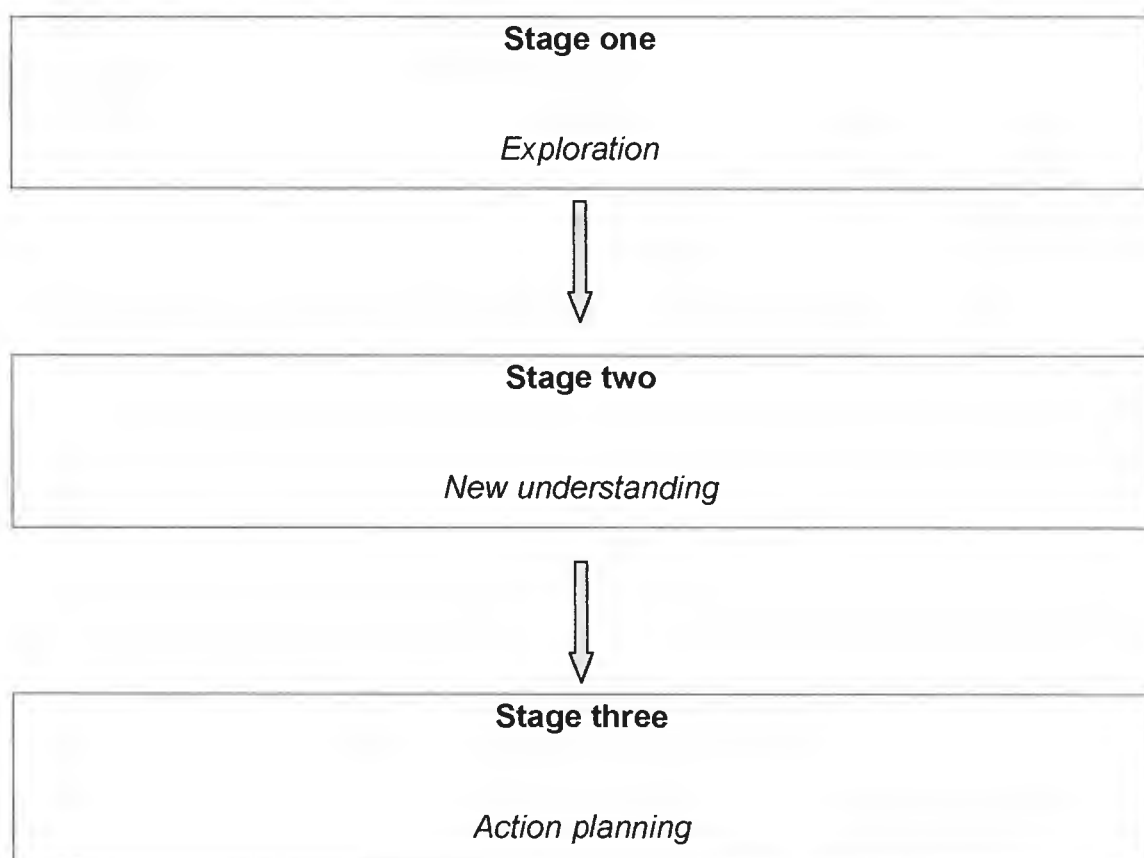 Stage one
Exploration
Stage two
New understanding
Stage three
Action planning